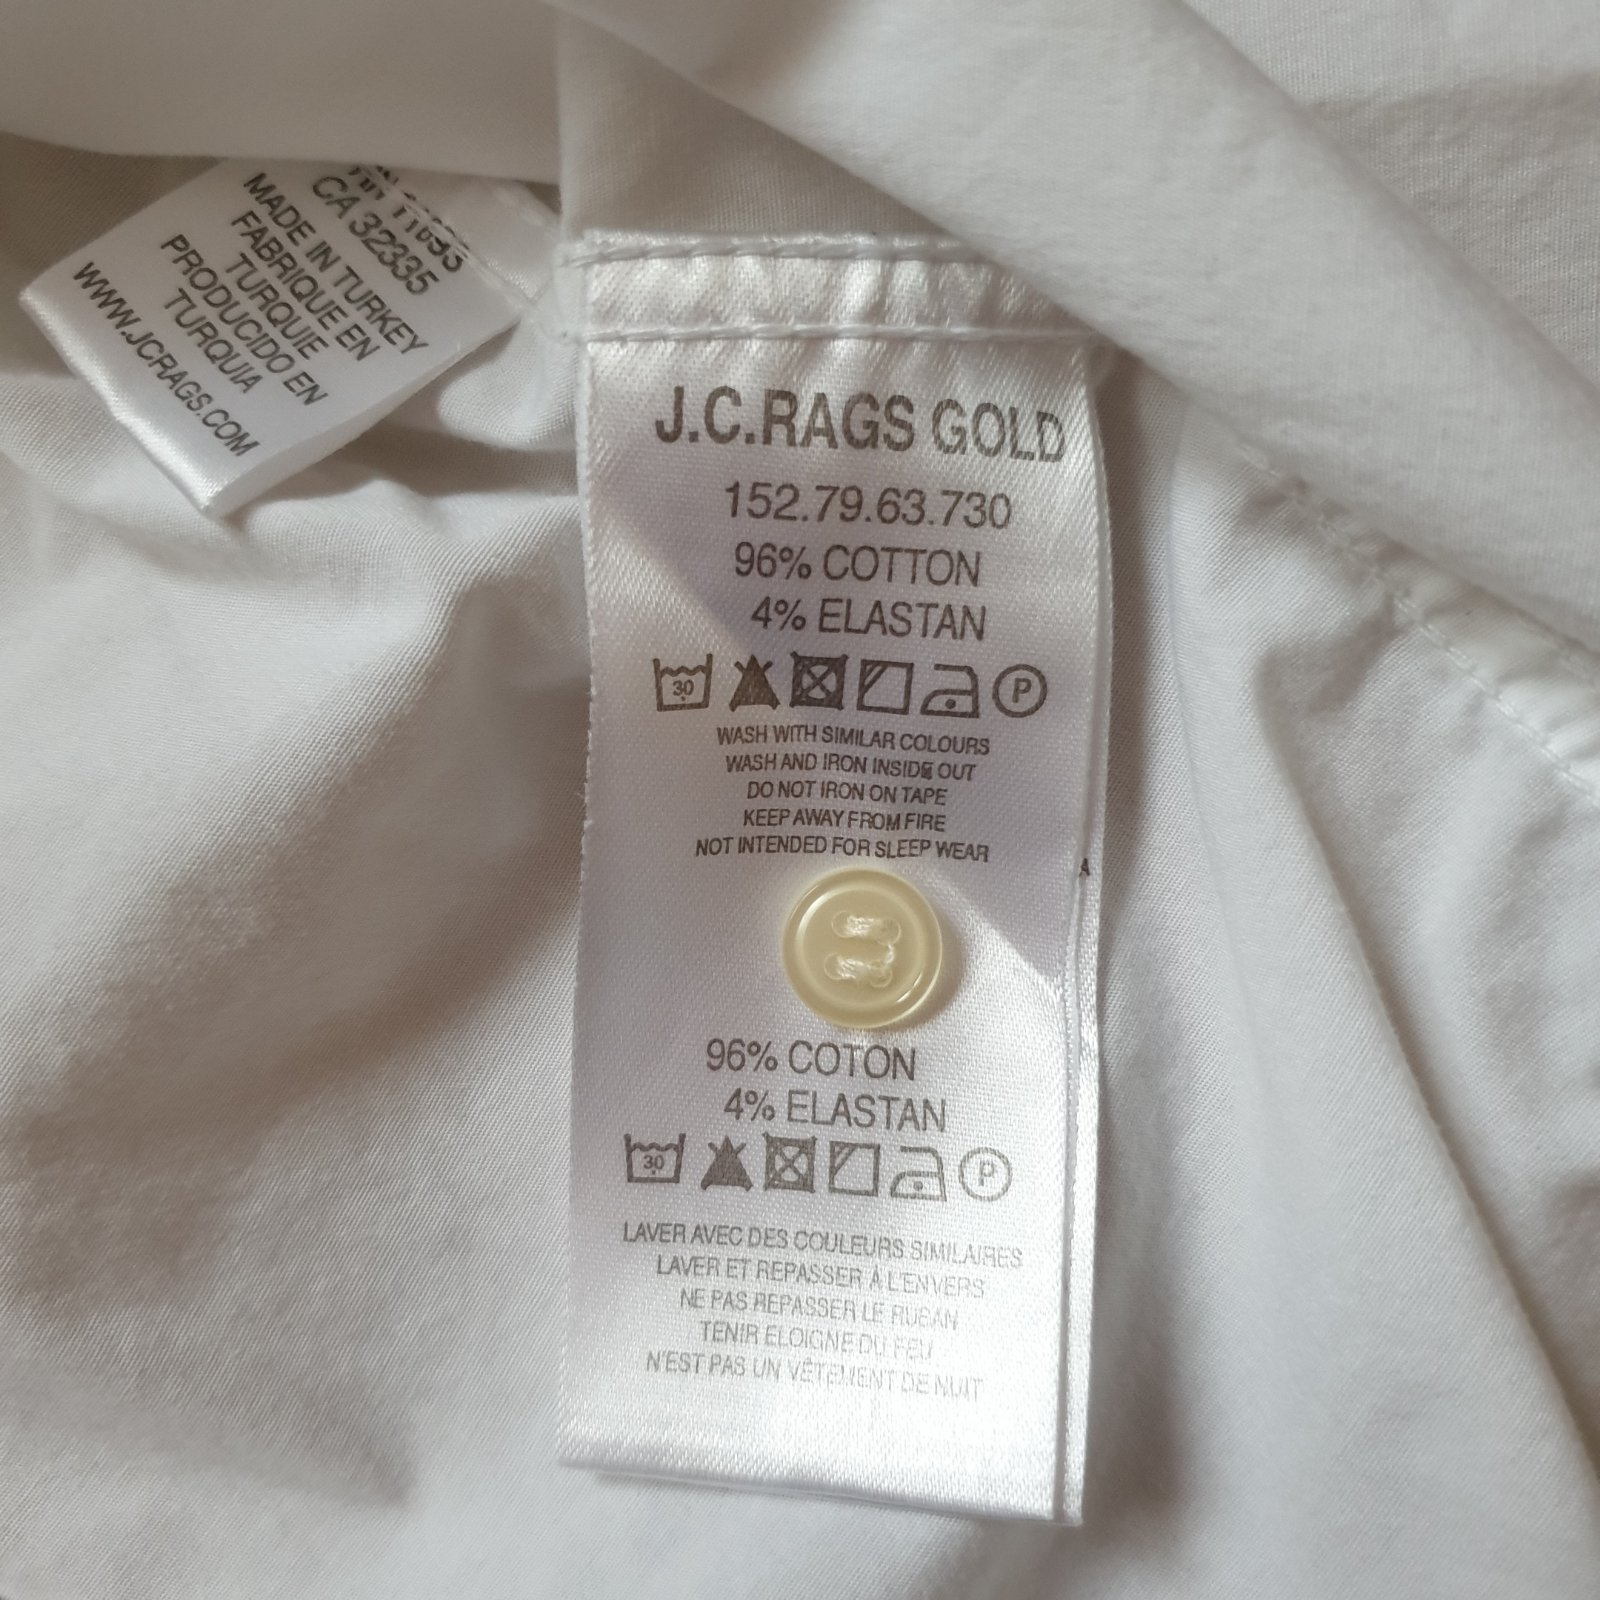 CA 32335
MADE IN TURKEY
FABRIQUE EN
TURQUIE
PRODUCIDO EN
TURQUIA
WWW.JCRAGS.COM
J.C.RAGS GOLD
152.79.63.730
96% COTTON
4% ELASTAN
30 P
WASH WITH SIMILAR COLOURS
WASH AND IRON INSIDE OUT
DO NOT IRON ON TAPE
KEEP AWAY FROM FIRE
NOT INTENDED FOR SLEEP WEAR
A
96% COTON
4% ELASTAN
30 P
LAVER AVEC DES COULEURS SIMILAIRES
LAVER ET REPASSER À L'ENVERS
NE PAS REPASSER LE RUBAN
TENIR ELOIGNE DU FEU
N'EST PAS UN VÊTEMENT DE NUIT